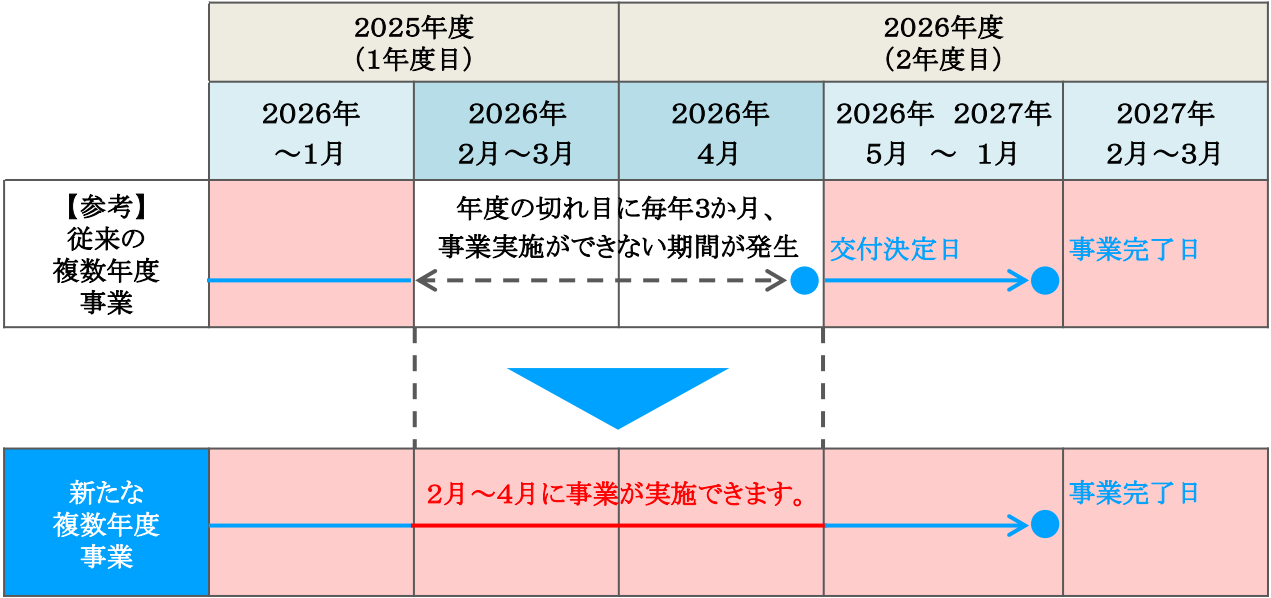 2025年度
（1年度目）
2026年度
（2年度目）
2026年
～1月
2026年
2月～3月
2026年
4月
2026年 2027年
5月 ～ 1月
2027年
2月～3月
【参考】
従来の
複数年度
事業
年度の切れ目に毎年3か月、
事業実施ができない期間が発生
交付決定日
事業完了日
新たな
複数年度
事業
2月～4月に事業が実施できます。
事業完了日